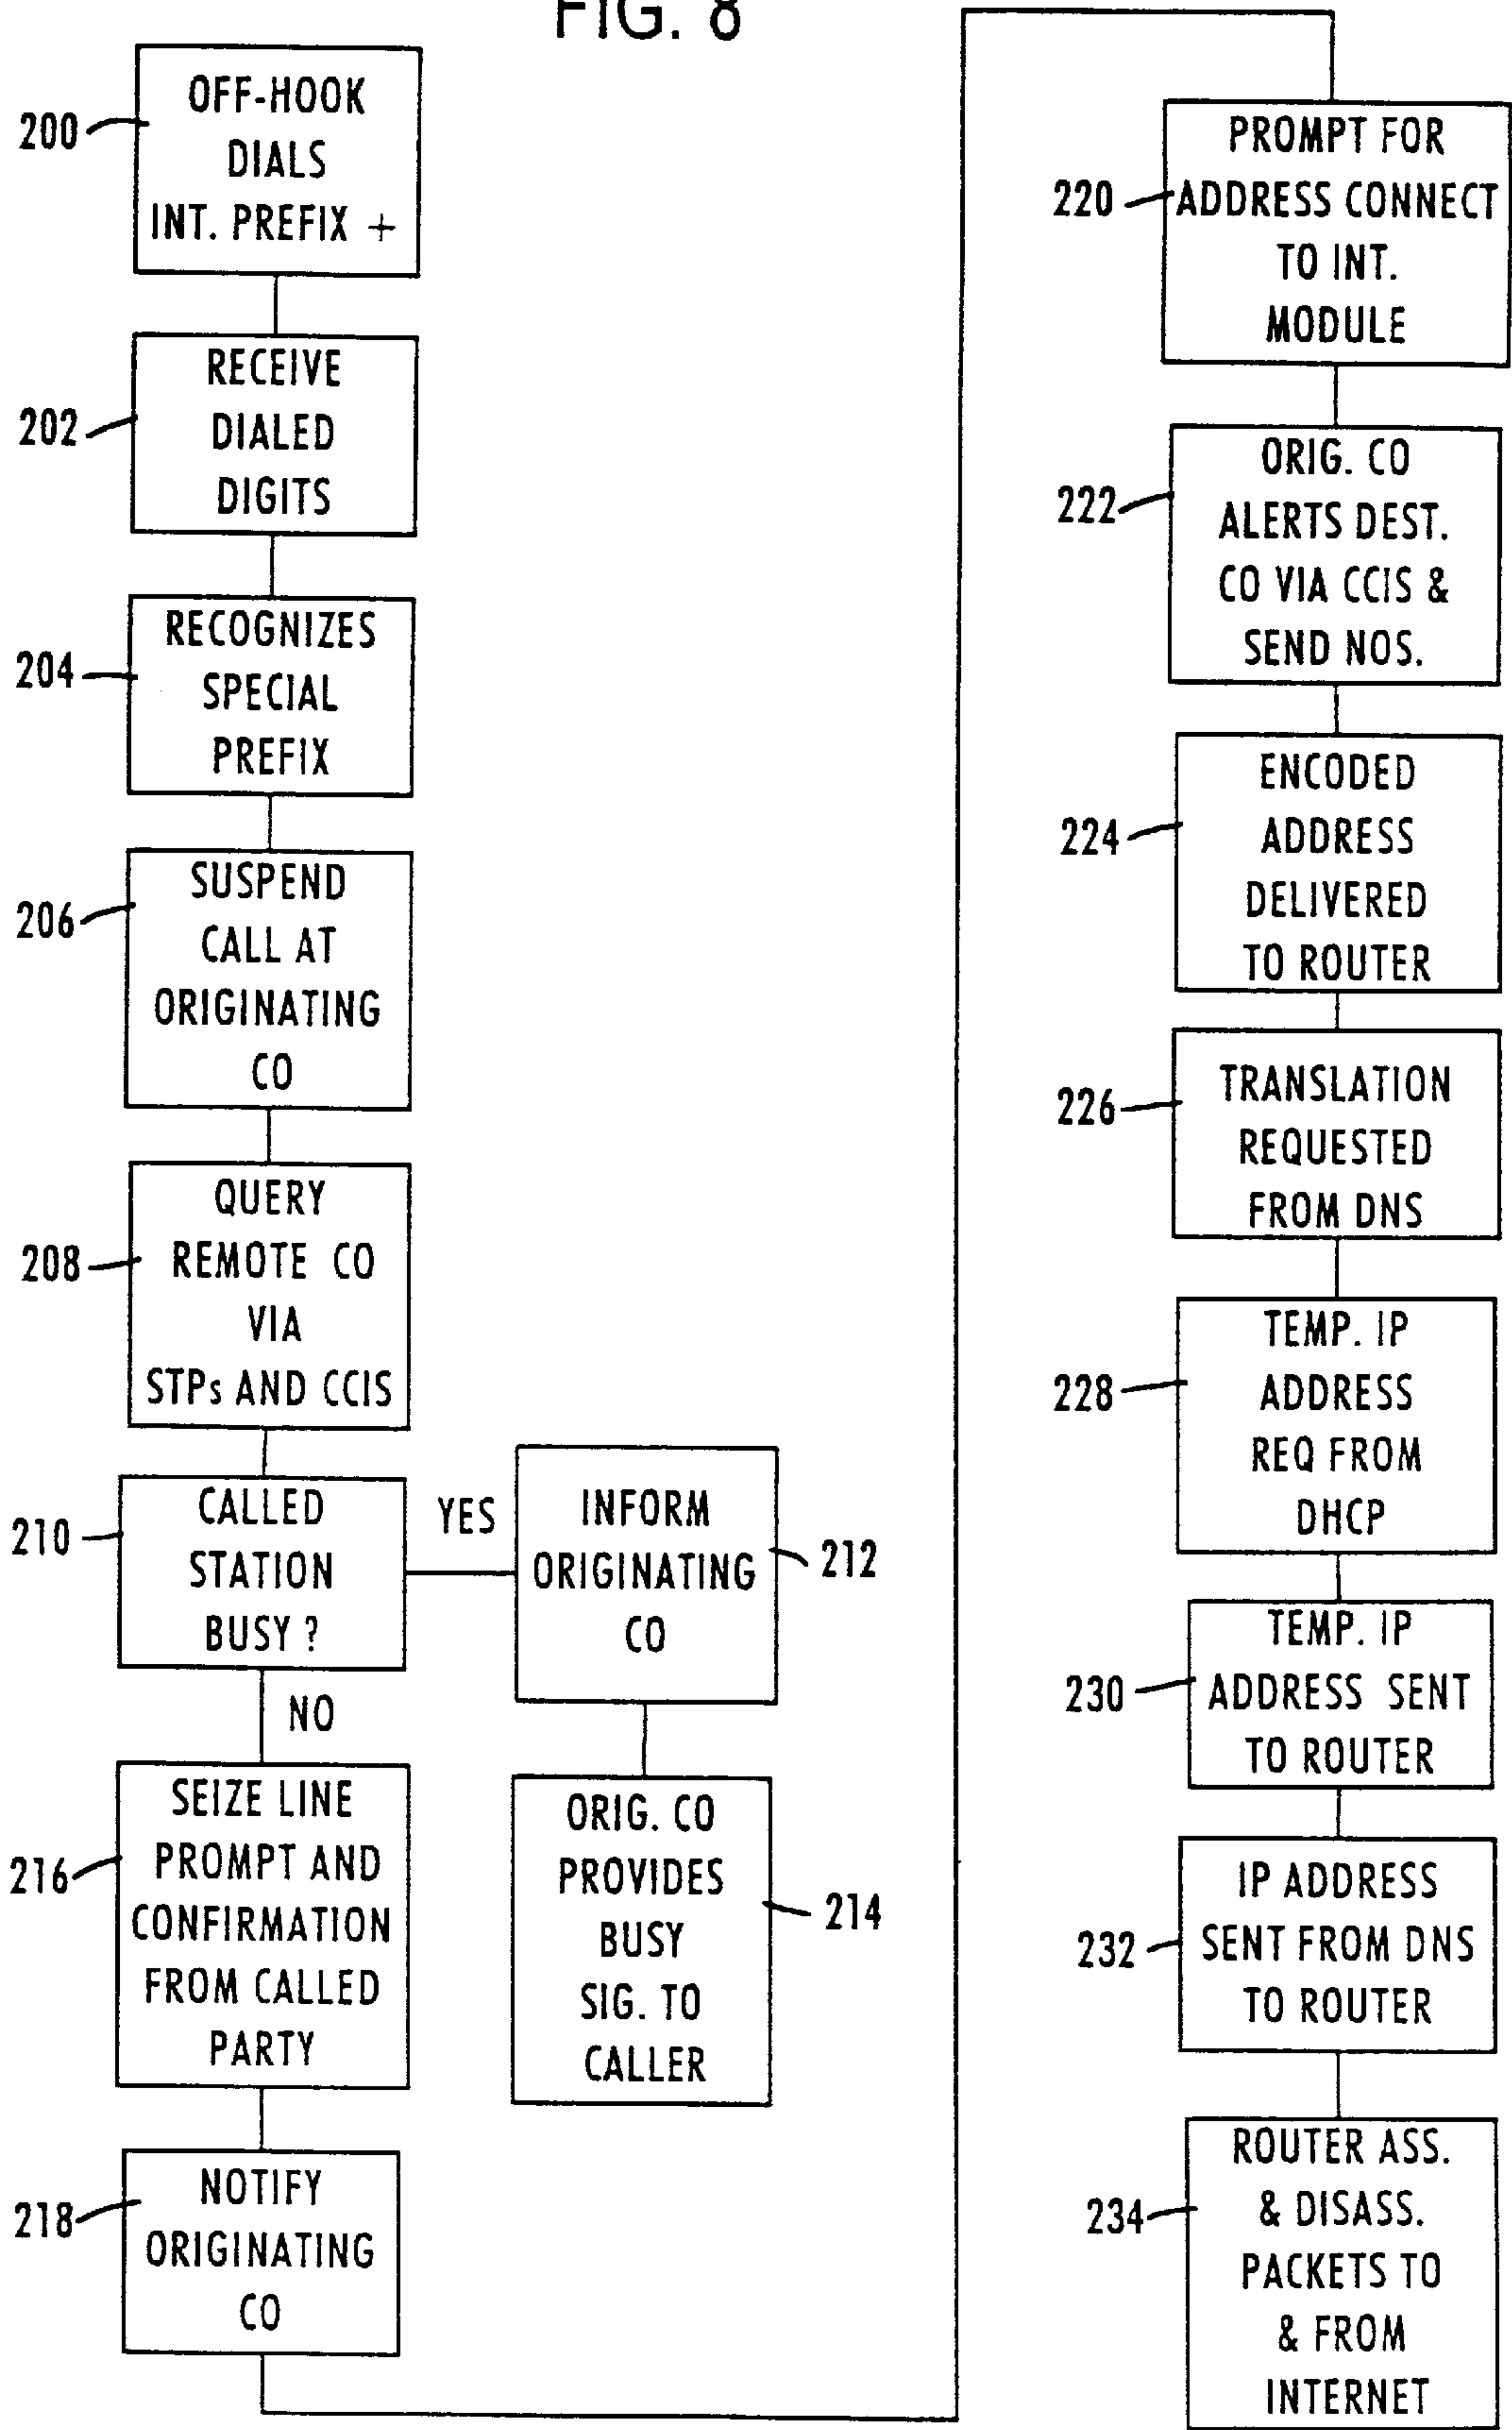 FIG. 8
200
OFF-HOOK
DIALS
INT. PREFIX +
202
RECEIVE
DIALED
DIGITS
204
RECOGNIZES
SPECIAL
PREFIX
206
SUSPEND
CALL AT
ORIGINATING
CO
208
QUERY
REMOTE CO
VIA
STPs AND CCIS
210
CALLED
STATION
BUSY ?
YES
NO
212
INFORM
ORIGINATING
CO
214
ORIG. CO
PROVIDES
BUSY
SIG. TO
CALLER
216
SEIZE LINE
PROMPT AND
CONFIRMATION
FROM CALLED
PARTY
218
NOTIFY
ORIGINATING
CO
220
PROMPT FOR
ADDRESS CONNECT
TO INT.
MODULE
222
ORIG. CO
ALERTS DEST.
CO VIA CCIS &
SEND NOS.
224
ENCODED
ADDRESS
DELIVERED
TO ROUTER
226
TRANSLATION
REQUESTED
FROM DNS
228
TEMP. IP
ADDRESS
REQ FROM
DHCP
230
TEMP. IP
ADDRESS SENT
TO ROUTER
232
IP ADDRESS
SENT FROM DNS
TO ROUTER
234
ROUTER ASS.
& DISASS.
PACKETS TO
& FROM
INTERNET